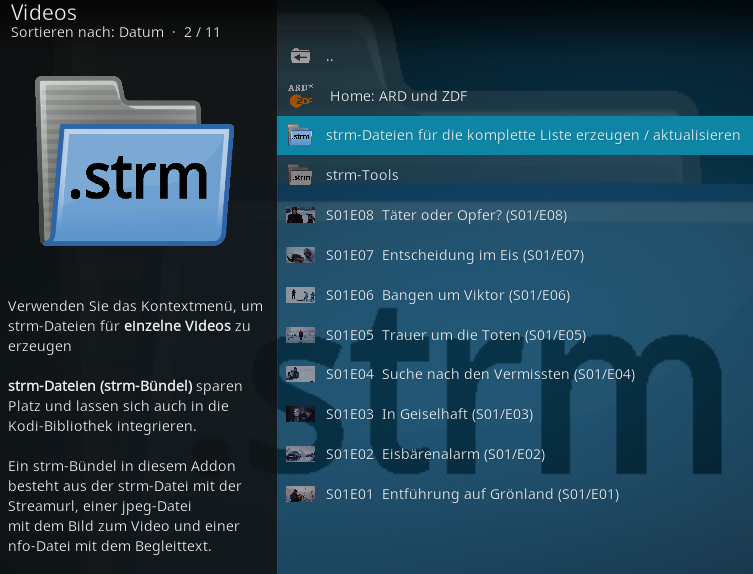 Videos
Sortieren nach: Datum · 2 / 11
.strm
Verwenden Sie das Kontextmenü, um
strm-Dateien für einzelne Videos zu
erzeugen
strm-Dateien (strm-Bündel) sparen
Platz und lassen sich auch in die
Kodi-Bibliothek integrieren.
Ein strm-Bündel in diesem Addon
besteht aus der strm-Datei mit der
Streamurl, einer jpeg-Datei
mit dem Bild zum Video und einer
nfo-Datei mit dem Begleittext.
..
ARD
ZDF
Home: ARD und ZDF
.strm
strm-Dateien für die komplette Liste erzeugen / aktualisieren
.strm
strm-Tools
S01E08 Täter oder Opfer? (S01/E08)
S01E07 Entscheidung im Eis (S01/E07)
S01E06 Bangen um Viktor (S01/E06)
S01E05 Trauer um die Toten (S01/E05)
S01E04 Suche nach den Vermissten (S01/E04)
S01E03 In Geiselhaft (S01/E03)
S01E02 Eisbärenalarm (S01/E02)
S01E01 Entführung auf Grönland (S01/E01)
.strm